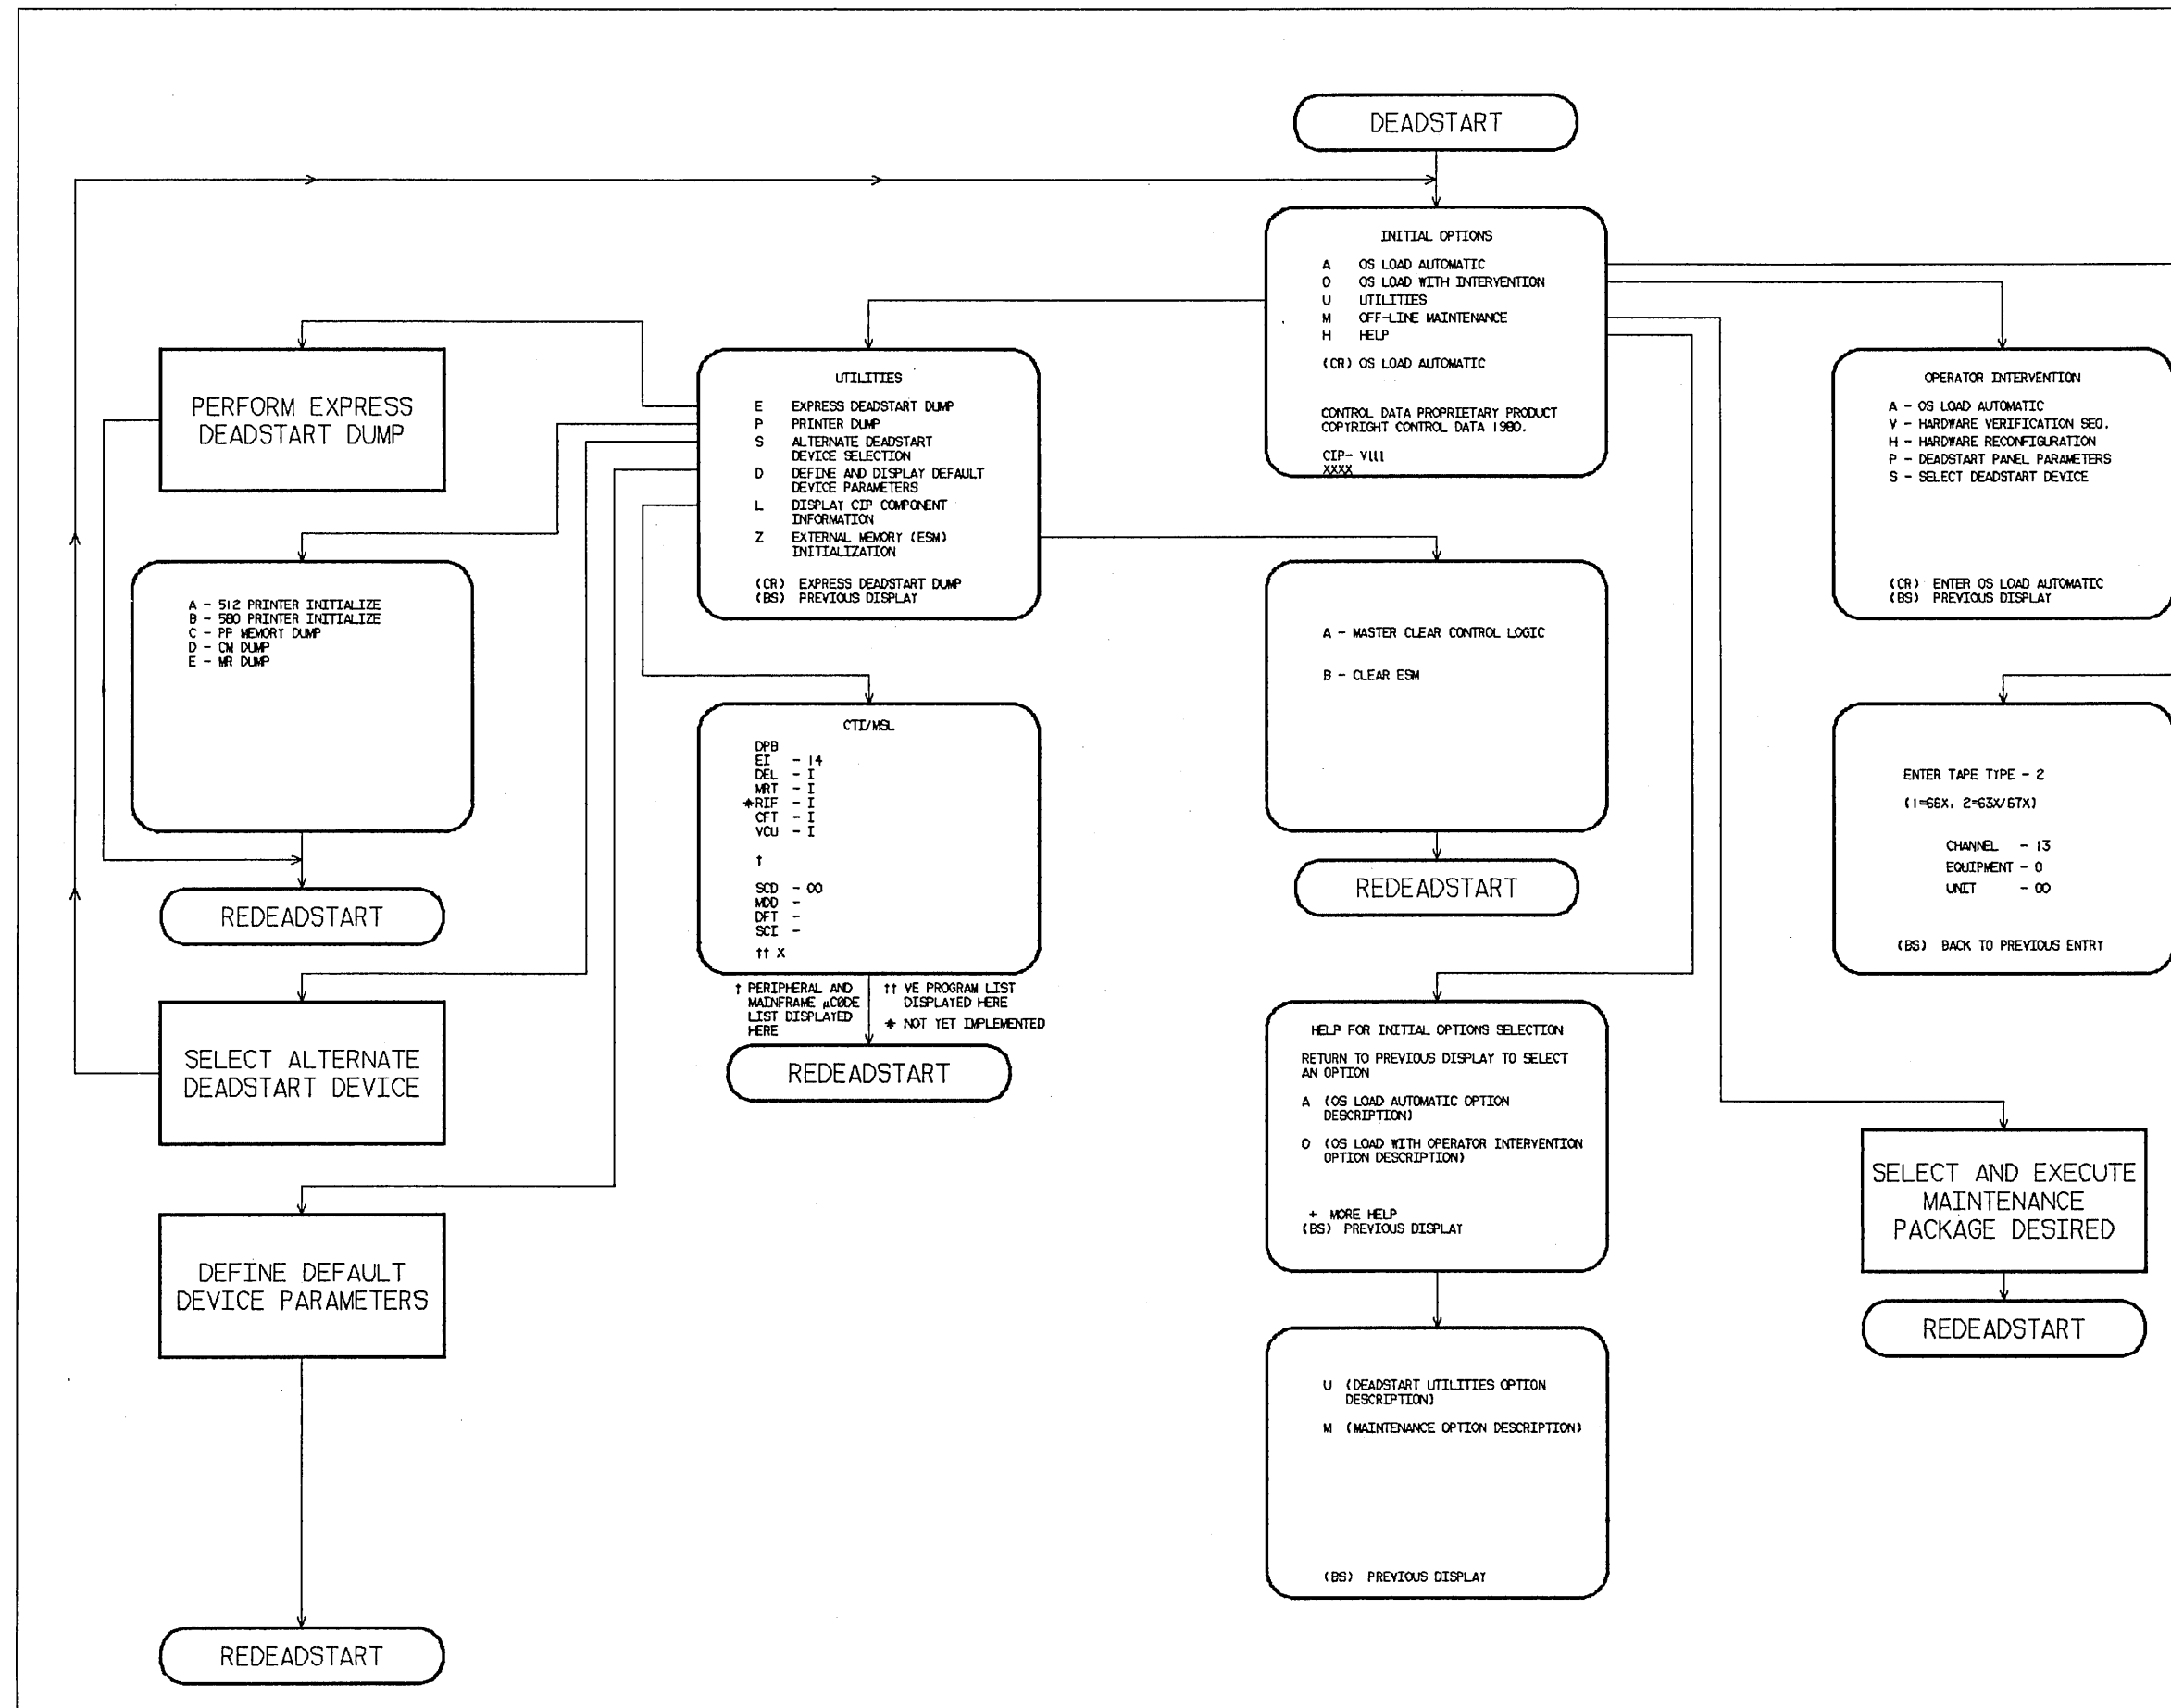 DEADSTART
INITIAL OPTIONS
A OS LOAD AUTOMATIC
O OS LOAD WITH INTERVENTION
U UTILITIES
M OFF-LINE MAINTENANCE
H HELP
(CR) OS LOAD AUTOMATIC
CONTROL DATA PROPRIETARY PRODUCT
COPYRIGHT CONTROL DATA 1980.
CIP- VLLL
XXXX
PERFORM EXPRESS
DEADSTART DUMP
UTILITIES
E EXPRESS DEADSTART DUMP
P PRINTER DUMP
S ALTERNATE DEADSTART
DEVICE SELECTION
D DEFINE AND DISPLAY DEFAULT
DEVICE PARAMETERS
L DISPLAY CIP COMPONENT
INFORMATION
Z EXTERNAL MEMORY (ESM)
INITIALIZATION
(CR) EXPRESS DEADSTART DUMP
(BS) PREVIOUS DISPLAY
OPERATOR INTERVENTION
A - OS LOAD AUTOMATIC
V - HARDWARE VERIFICATION SEQ.
H - HARDWARE RECONFIGURATION
P - DEADSTART PANEL PARAMETERS
S - SELECT DEADSTART DEVICE
(CR) ENTER OS LOAD AUTOMATIC
(BS) PREVIOUS DISPLAY
A - 512 PRINTER INITIALIZE
B - 580 PRINTER INITIALIZE
C - PP MEMORY DUMP
D - CM DUMP
E - MR DUMP
REDEADSTART
A - MASTER CLEAR CONTROL LOGIC
B - CLEAR ESM
REDEADSTART
CTI/MSL
DPB
EI - 14
DEL - I
MRT - I
*RIF - I
CFT - I
VCU - I
†
SCD - 00
MDD -
DFT -
SCI -
†† X
† PERIPHERAL AND
MAINFRAME µCODE
LIST DISPLAYED
HERE
†† VE PROGRAM LIST
DISPLAYED HERE
* NOT YET IMPLEMENTED
REDEADSTART
ENTER TAPE TYPE - 2
(1=66X, 2=63X/67X)
CHANNEL - 13
EQUIPMENT - 0
UNIT - 00
(BS) BACK TO PREVIOUS ENTRY
SELECT ALTERNATE
DEADSTART DEVICE
HELP FOR INITIAL OPTIONS SELECTION
RETURN TO PREVIOUS DISPLAY TO SELECT
AN OPTION
A (OS LOAD AUTOMATIC OPTION
DESCRIPTION)
O (OS LOAD WITH OPERATOR INTERVENTION
OPTION DESCRIPTION)
+ MORE HELP
(BS) PREVIOUS DISPLAY
SELECT AND EXECUTE
MAINTENANCE
PACKAGE DESIRED
REDEADSTART
DEFINE DEFAULT
DEVICE PARAMETERS
REDEADSTART
U (DEADSTART UTILITIES OPTION
DESCRIPTION)
M (MAINTENANCE OPTION DESCRIPTION)
(BS) PREVIOUS DISPLAY